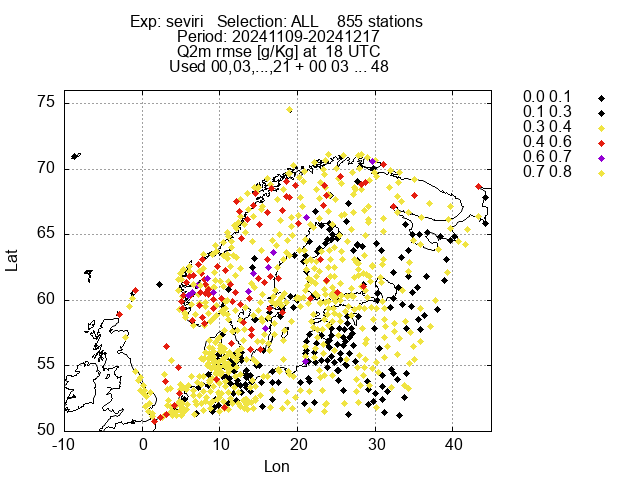 Exp: seviri   Selection: ALL    855 stations
Period: 20241109-20241217
Q2m rmse [g/Kg] at  18 UTC
Used 00,03,...,21 + 00 03 ... 48
0.0 0.1
0.1 0.3
0.3 0.4
0.4 0.6
0.6 0.7
0.7 0.8
75
70
65
60
55
50
Lat
-10 0 10 20 30 40
Lon